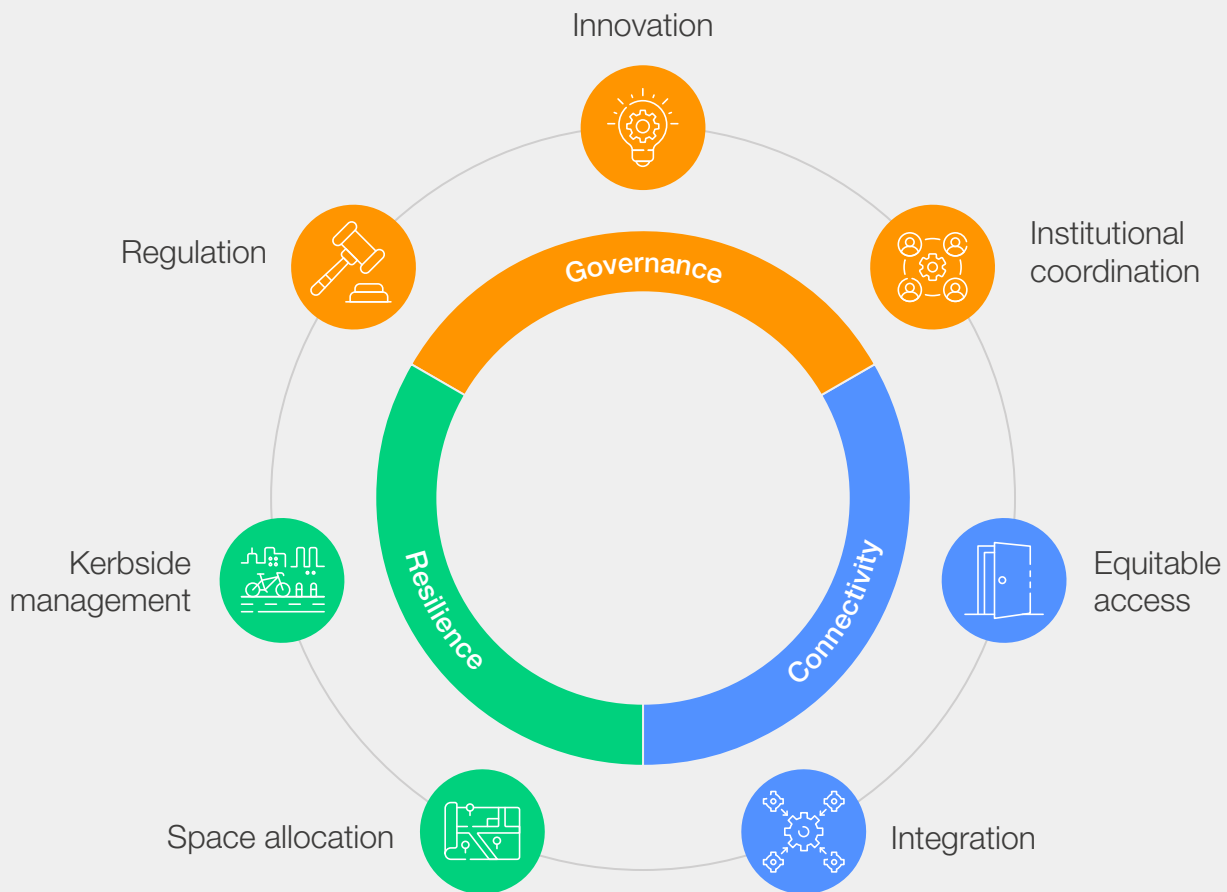 Innovation
Regulation
Institutional
coordination
Governance
Kerbside
management
Resilience
Connectivity
Equitable
access
Space allocation
Integration